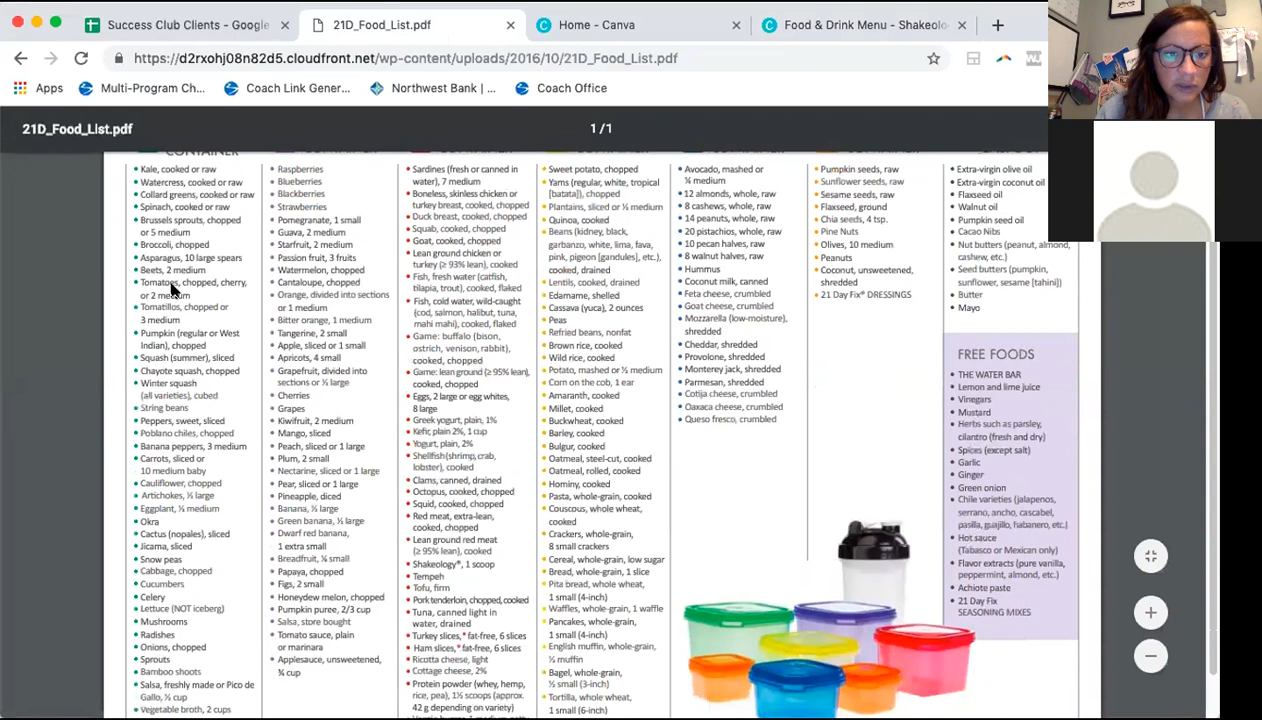 Success Club Clients - Google
21D_Food_List.pdf
Home - Canva
Food & Drink Menu - Shakeolo
https://d2rxohj08n82d5.cloudfront.net/wp-content/uploads/2016/10/21D_Food_List.pdf
Apps
Multi-Program Ch...
Coach Link Gener...
Northwest Bank | ...
Coach Office
21D_Food_List.pdf
1 / 1
CONTAINER
Kale, cooked or raw
Watercress, cooked or raw
Collard greens, cooked or raw
Spinach, cooked or raw
Brussels sprouts, chopped
or 5 medium
Broccoli, chopped
Asparagus, 10 large spears
Beets, 2 medium
Tomatoes, chopped, cherry,
or 2 medium
Tomatillos, chopped or
3 medium
Pumpkin (regular or West
Indian), chopped
Squash (summer), sliced
Chayote squash, chopped
Winter squash
(all varieties), cubed
String beans
Peppers, sweet, sliced
Poblano chiles, chopped
Banana peppers, 3 medium
Carrots, sliced or
10 medium baby
Cauliflower, chopped
Artichokes, ½ large
Eggplant, ½ medium
Okra
Cactus (nopales), sliced
Jicama, sliced
Snow peas
Cabbage, chopped
Cucumbers
Celery
Lettuce (NOT iceberg)
Mushrooms
Radishes
Onions, chopped
Sprouts
Bamboo shoots
Salsa, freshly made or Pico de
Gallo, ½ cup
Vegetable broth, 2 cups
Raspberries
Blueberries
Blackberries
Strawberries
Pomegranate, 1 small
Guava, 2 medium
Starfruit, 2 medium
Passion fruit, 3 fruits
Watermelon, chopped
Cantaloupe, chopped
Orange, divided into sections
or 1 medium
Bitter orange, 1 medium
Tangerine, 2 small
Apple, sliced or 1 small
Apricots, 4 small
Grapefruit, divided into
sections or ½ large
Cherries
Grapes
Kiwifruit, 2 medium
Mango, sliced
Peach, sliced or 1 large
Plum, 2 small
Nectarine, sliced or 1 large
Pear, sliced or 1 large
Pineapple, diced
Banana, ½ large
Green banana, ½ large
Dwarf red banana,
1 extra small
Breadfruit, ⅛ small
Papaya, chopped
Figs, 2 small
Honeydew melon, chopped
Pumpkin puree, 2/3 cup
Salsa, store bought
Tomato sauce, plain
or marinara
Applesauce, unsweetened,
¾ cup
Sardines (fresh or canned in
water), 7 medium
Boneless, skinless chicken or
turkey breast, cooked, chopped
Duck breast, cooked, chopped
Squab, cooked, chopped
Goat, cooked, chopped
Lean ground chicken or
turkey (≥ 93% lean), cooked
Fish, fresh water (catfish,
tilapia, trout), cooked, flaked
Fish, cold water, wild-caught
(cod, salmon, halibut, tuna,
mahi mahi), cooked, flaked
Game: buffalo (bison,
ostrich, venison, rabbit),
cooked, chopped
Game: lean ground (≥ 95% lean),
cooked, chopped
Eggs, 2 large or egg whites,
8 large
Greek yogurt, plain, 1%
Kefir, plain 2%, 1 cup
Yogurt, plain, 2%
Shellfish (shrimp, crab,
lobster), cooked
Clams, canned, drained
Octopus, cooked, chopped
Squid, cooked, chopped
Red meat, extra-lean,
cooked, chopped
Lean ground red meat
(≥ 95% lean), cooked
Shakeology®, 1 scoop
Tempeh
Tofu, firm
Pork tenderloin, chopped, cooked
Tuna, canned light in
water, drained
Turkey slices,* fat-free, 6 slices
Ham slices,* fat-free, 6 slices
Ricotta cheese, light
Cottage cheese, 2%
Protein powder (whey, hemp,
rice, pea), 1½ scoops (approx.
42 g depending on variety)
Sweet potato, chopped
Yams (regular, white, tropical
[batata]), chopped
Plantains, sliced or ½ medium
Quinoa, cooked
Beans (kidney, black,
garbanzo, white, lima, fava,
pink, pigeon [gandules], etc.),
cooked, drained
Lentils, cooked, drained
Edamame, shelled
Cassava (yuca), 2 ounces
Peas
Refried beans, nonfat
Brown rice, cooked
Wild rice, cooked
Potato, mashed or ½ medium
Corn on the cob, 1 ear
Amaranth, cooked
Millet, cooked
Buckwheat, cooked
Barley, cooked
Bulgur, cooked
Oatmeal, steel-cut, cooked
Oatmeal, rolled, cooked
Hominy, cooked
Pasta, whole-grain, cooked
Couscous, whole wheat,
cooked
Crackers, whole-grain,
8 small crackers
Cereal, whole-grain, low sugar
Bread, whole-grain, 1 slice
Pita bread, whole wheat,
1 small (4-inch)
Waffles, whole-grain, 1 waffle
Pancakes, whole-grain,
1 small (4-inch)
English muffin, whole-grain,
½ muffin
Bagel, whole-grain,
½ small (3-inch)
Tortilla, whole wheat,
1 small (6-inch)
Avocado, mashed or
¼ medium
12 almonds, whole, raw
8 cashews, whole, raw
14 peanuts, whole, raw
20 pistachios, whole, raw
10 pecan halves, raw
8 walnut halves, raw
Hummus
Coconut milk, canned
Feta cheese, crumbled
Goat cheese, crumbled
Mozzarella (low-moisture),
shredded
Cheddar, shredded
Provolone, shredded
Monterey jack, shredded
Parmesan, shredded
Cotija cheese, crumbled
Oaxaca cheese, crumbled
Queso fresco, crumbled
Pumpkin seeds, raw
Sunflower seeds, raw
Sesame seeds, raw
Flaxseed, ground
Chia seeds, 4 tsp.
Pine Nuts
Olives, 10 medium
Peanuts
Coconut, unsweetened,
shredded
21 Day Fix® DRESSINGS
Extra-virgin olive oil
Extra-virgin coconut oil
Flaxseed oil
Walnut oil
Pumpkin seed oil
Cacao Nibs
Nut butters (peanut, almond,
cashew, etc.)
Seed butters (pumpkin,
sunflower, sesame [tahini])
Butter
Mayo
FREE FOODS
THE WATER BAR
Lemon and lime juice
Vinegars
Mustard
Herbs such as parsley,
cilantro (fresh and dry)
Spices (except salt)
Garlic
Ginger
Green onion
Chile varieties (jalapenos,
serrano, ancho, cascabel,
pasilla, guajillo, habanero, etc.)
Hot sauce
(Tabasco or Mexican only)
Flavor extracts (pure vanilla,
peppermint, almond, etc.)
Achiote paste
21 Day Fix
SEASONING MIXES